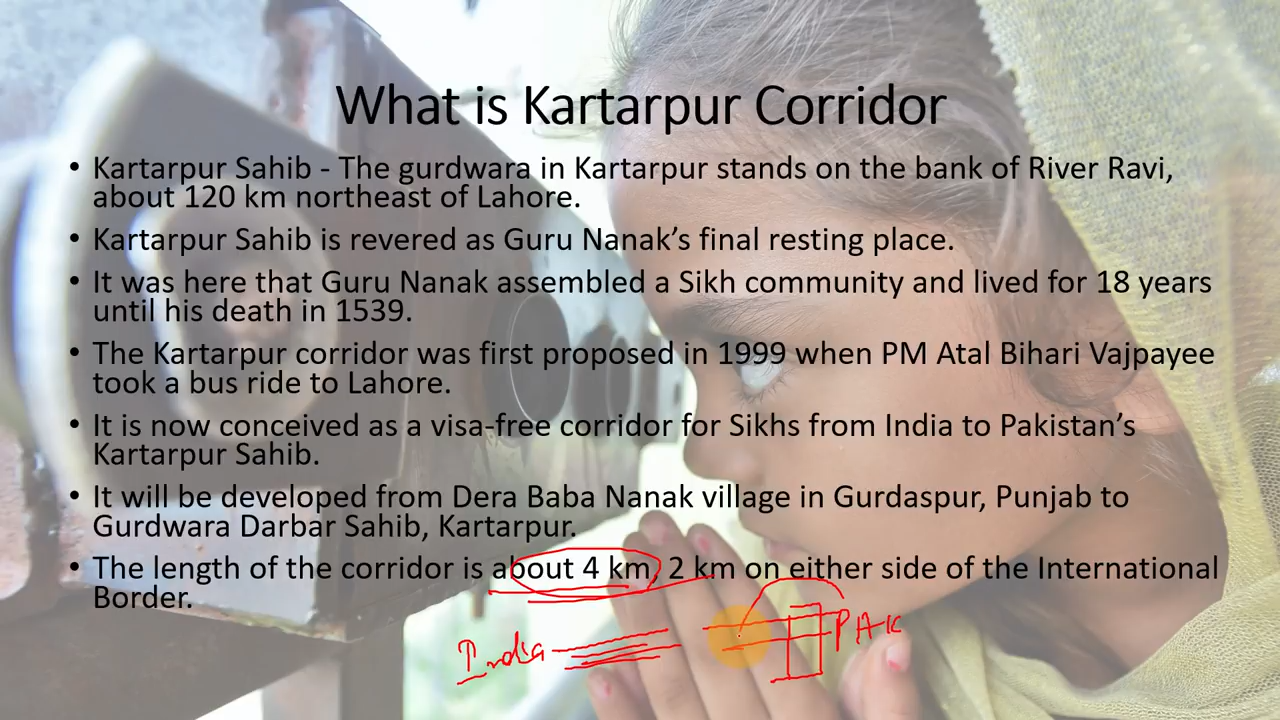 What is Kartarpur Corridor
• Kartarpur Sahib - The gurdwara in Kartarpur stands on the bank of River Ravi,
about 120 km northeast of Lahore.
• Kartarpur Sahib is revered as Guru Nanak’s final resting place.
• It was here that Guru Nanak assembled a Sikh community and lived for 18 years
until his death in 1539.
• The Kartarpur corridor was first proposed in 1999 when PM Atal Bihari Vajpayee
took a bus ride to Lahore.
• It is now conceived as a visa-free corridor for Sikhs from India to Pakistan’s
Kartarpur Sahib.
• It will be developed from Dera Baba Nanak village in Gurdaspur, Punjab to
Gurdwara Darbar Sahib, Kartarpur.
• The length of the corridor is about 4 km, 2 km on either side of the International
Border.
India PAK